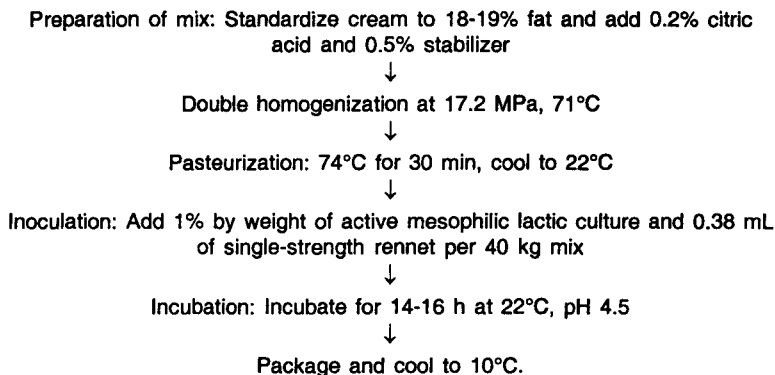 Preparation of mix: Standardize cream to 18-19% fat and add 0.2% citric
acid and 0.5% stabilizer
↓
Double homogenization at 17.2 MPa, 71°C
↓
Pasteurization: 74°C for 30 min, cool to 22°C
↓
Inoculation: Add 1% by weight of active mesophilic lactic culture and 0.38 mL
of single-strength rennet per 40 kg mix
↓
Incubation: Incubate for 14-16 h at 22°C, pH 4.5
↓
Package and cool to 10°C.